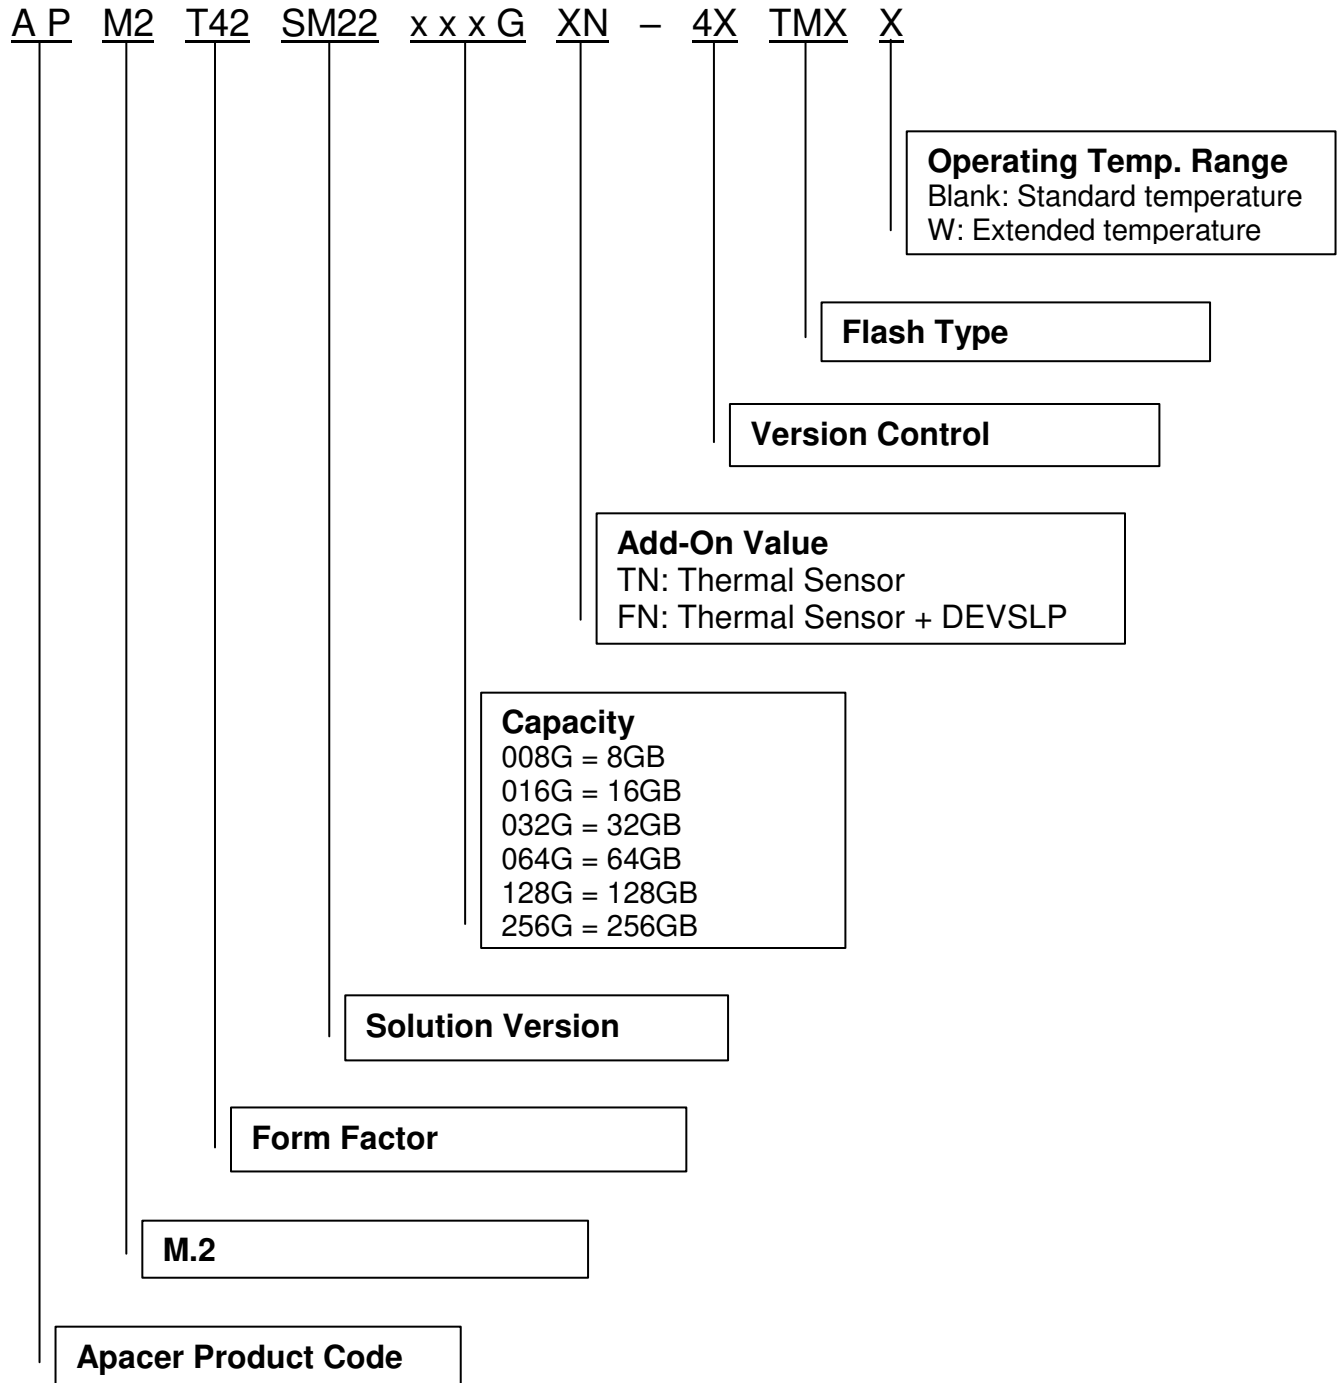 A P M2 T42 SM22 x x x G XN – 4X TMX X
Operating Temp. Range
Blank: Standard temperature
W: Extended temperature
Flash Type
Version Control
Add-On Value
TN: Thermal Sensor
FN: Thermal Sensor + DEVSLP
Capacity
008G = 8GB
016G = 16GB
032G = 32GB
064G = 64GB
128G = 128GB
256G = 256GB
Solution Version
Form Factor
M.2
Apacer Product Code